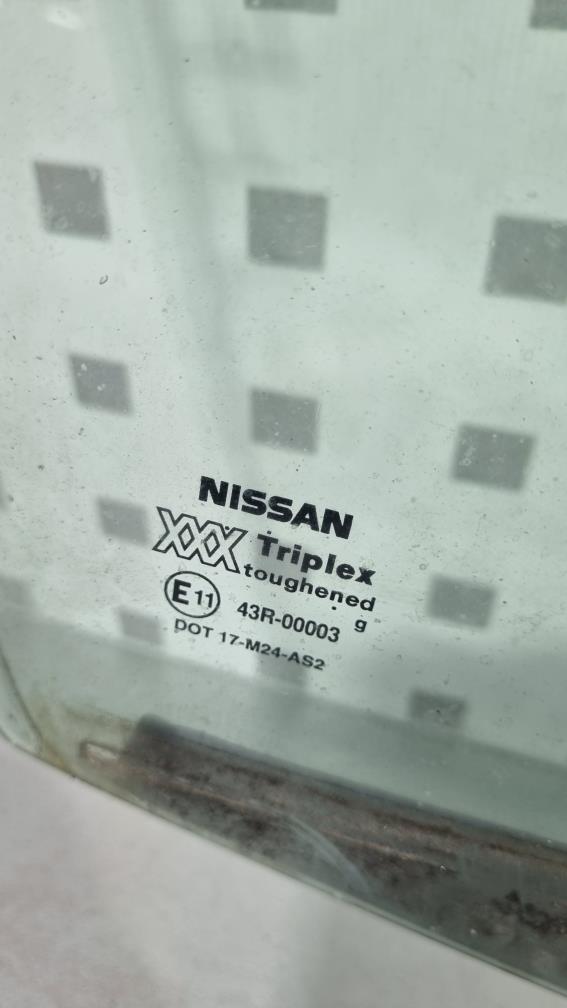 NISSAN
XXX Triplex
toughened
E11 43R-00003 g
DOT 17-M24-AS2